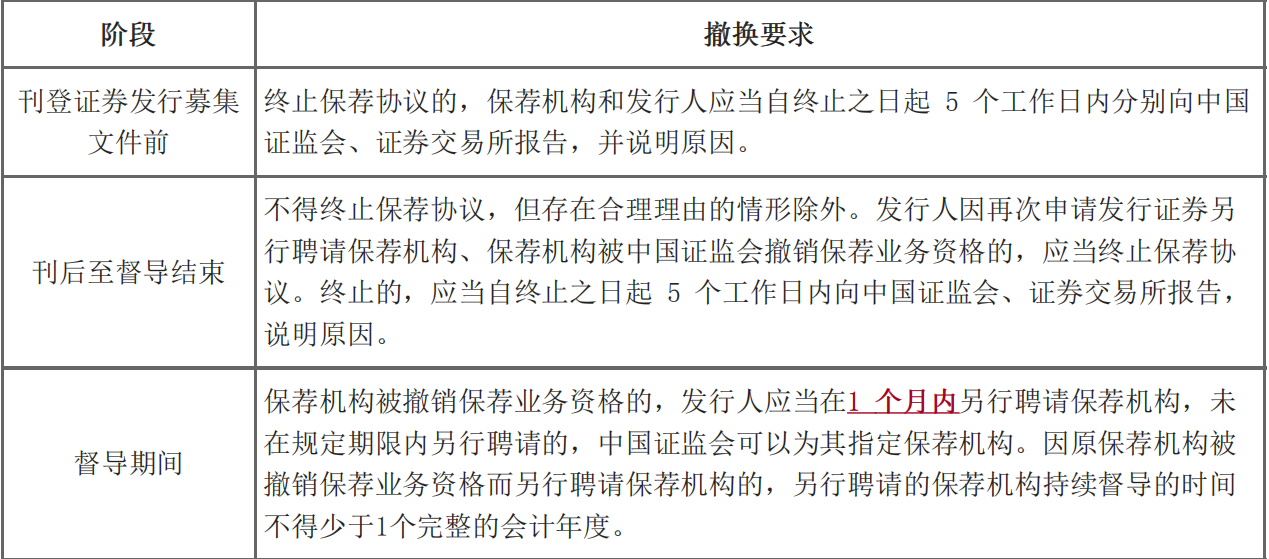 阶段
撤换要求
刊登证券发行募集
文件前
终止保荐协议的，保荐机构和发行人应当自终止之日起 5 个工作日内分别向中国
证监会、证券交易所报告，并说明原因。
刊后至督导结束
不得终止保荐协议，但存在合理理由的情形除外。发行人因再次申请发行证券另
行聘请保荐机构、保荐机构被中国证监会撤销保荐业务资格的，应当终止保荐协
议。终止的，应当自终止之日起 5 个工作日内向中国证监会、证券交易所报告，
说明原因。
督导期间
保荐机构被撤销保荐业务资格的，发行人应当在1 个月内另行聘请保荐机构，未
在规定期限内另行聘请的，中国证监会可以为其指定保荐机构。因原保荐机构被
撤销保荐业务资格而另行聘请保荐机构的，另行聘请的保荐机构持续督导的时间
不得少于1个完整的会计年度。